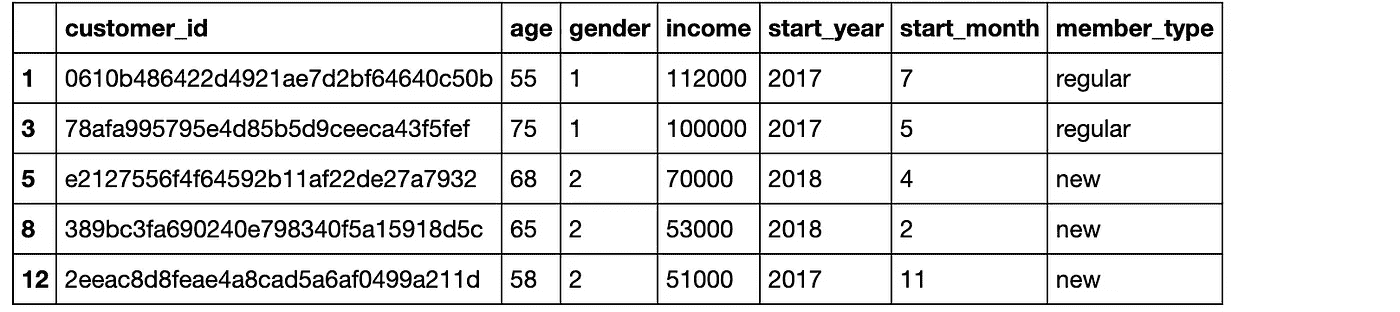 customer_id age gender income start_year start_month member_type
1 0610b486422d4921ae7d2bf64640c50b 55 1 112000 2017 7 regular
3 78afa995795e4d85b5d9ceeca43f5fef 75 1 100000 2017 5 regular
5 e2127556f4f64592b11af22de27a7932 68 2 70000 2018 4 new
8 389bc3fa690240e798340f5a15918d5c 65 2 53000 2018 2 new
12 2eeac8d8feae4a8cad5a6af0499a211d 58 2 51000 2017 11 new